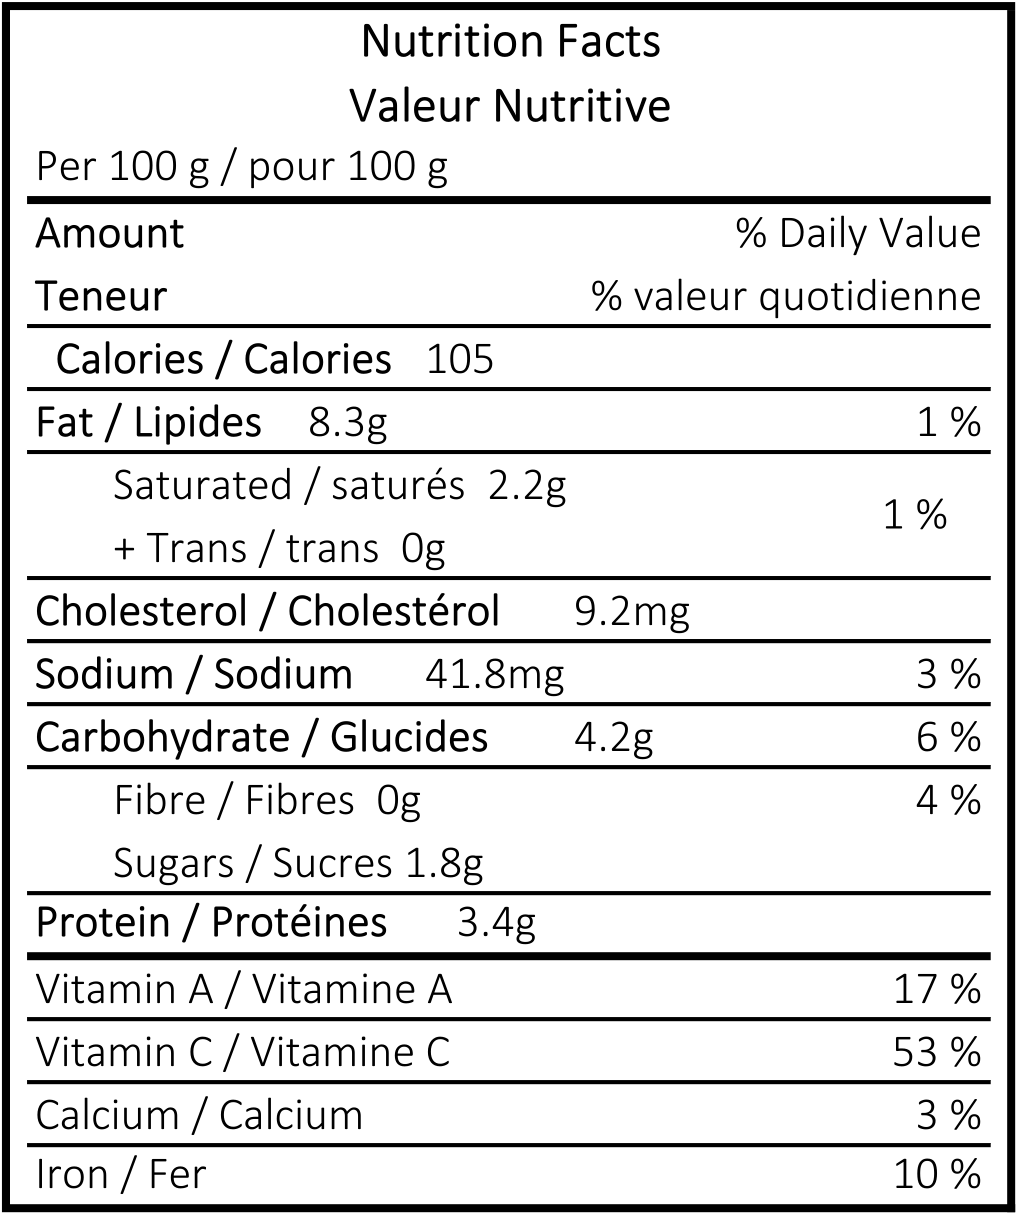 Nutrition Facts
Valeur Nutritive
Per 100 g / pour 100 g
Amount % Daily Value
Teneur % valeur quotidienne
Calories / Calories 105
Fat / Lipides 8.3g 1 %
Saturated / saturés 2.2g
1 %
+ Trans / trans 0g
Cholesterol / Cholestérol 9.2mg
Sodium / Sodium 41.8mg 3 %
Carbohydrate / Glucides 4.2g 6 %
Fibre / Fibres 0g 4 %
Sugars / Sucres 1.8g
Protein / Protéines 3.4g
Vitamin A / Vitamine A 17 %
Vitamin C / Vitamine C 53 %
Calcium / Calcium 3 %
Iron / Fer 10 %